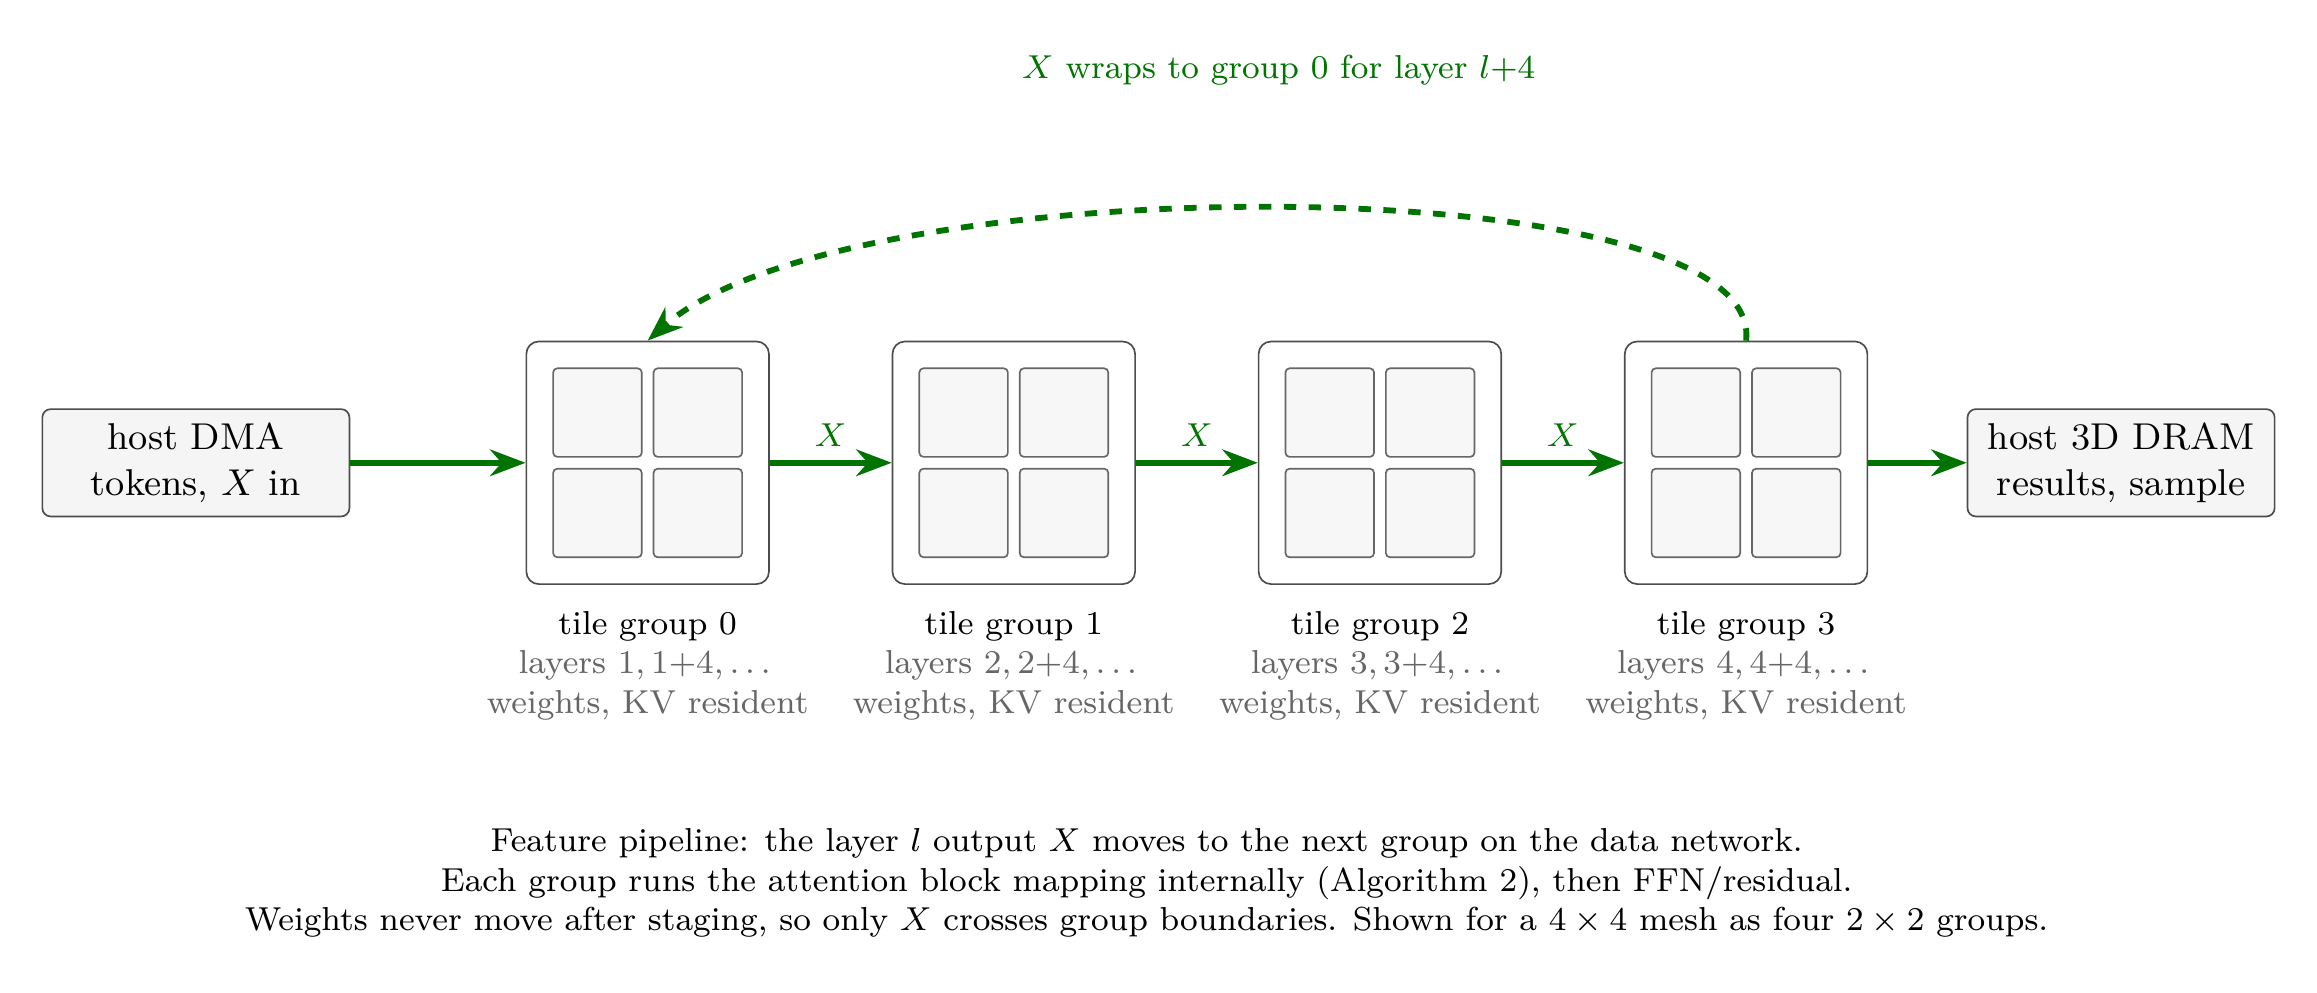 X wraps to group 0 for layer l+4
host DMA
tokens, X in
X
X
X
host 3D DRAM
results, sample
tile group 0
layers 1, 1+4, …
weights, KV resident
tile group 1
layers 2, 2+4, …
weights, KV resident
tile group 2
layers 3, 3+4, …
weights, KV resident
tile group 3
layers 4, 4+4, …
weights, KV resident
Feature pipeline: the layer l output X moves to the next group on the data network.
Each group runs the attention block mapping internally (Algorithm 2), then FFN/residual.
Weights never move after staging, so only X crosses group boundaries. Shown for a 4 × 4 mesh as four 2 × 2 groups.